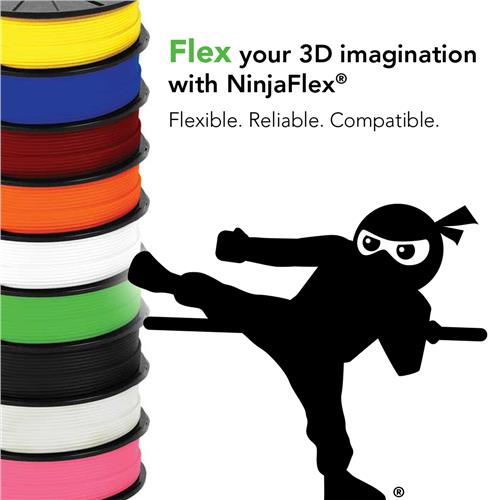 Flex your 3D imagination
with NinjaFlex®
Flexible. Reliable. Compatible.
®